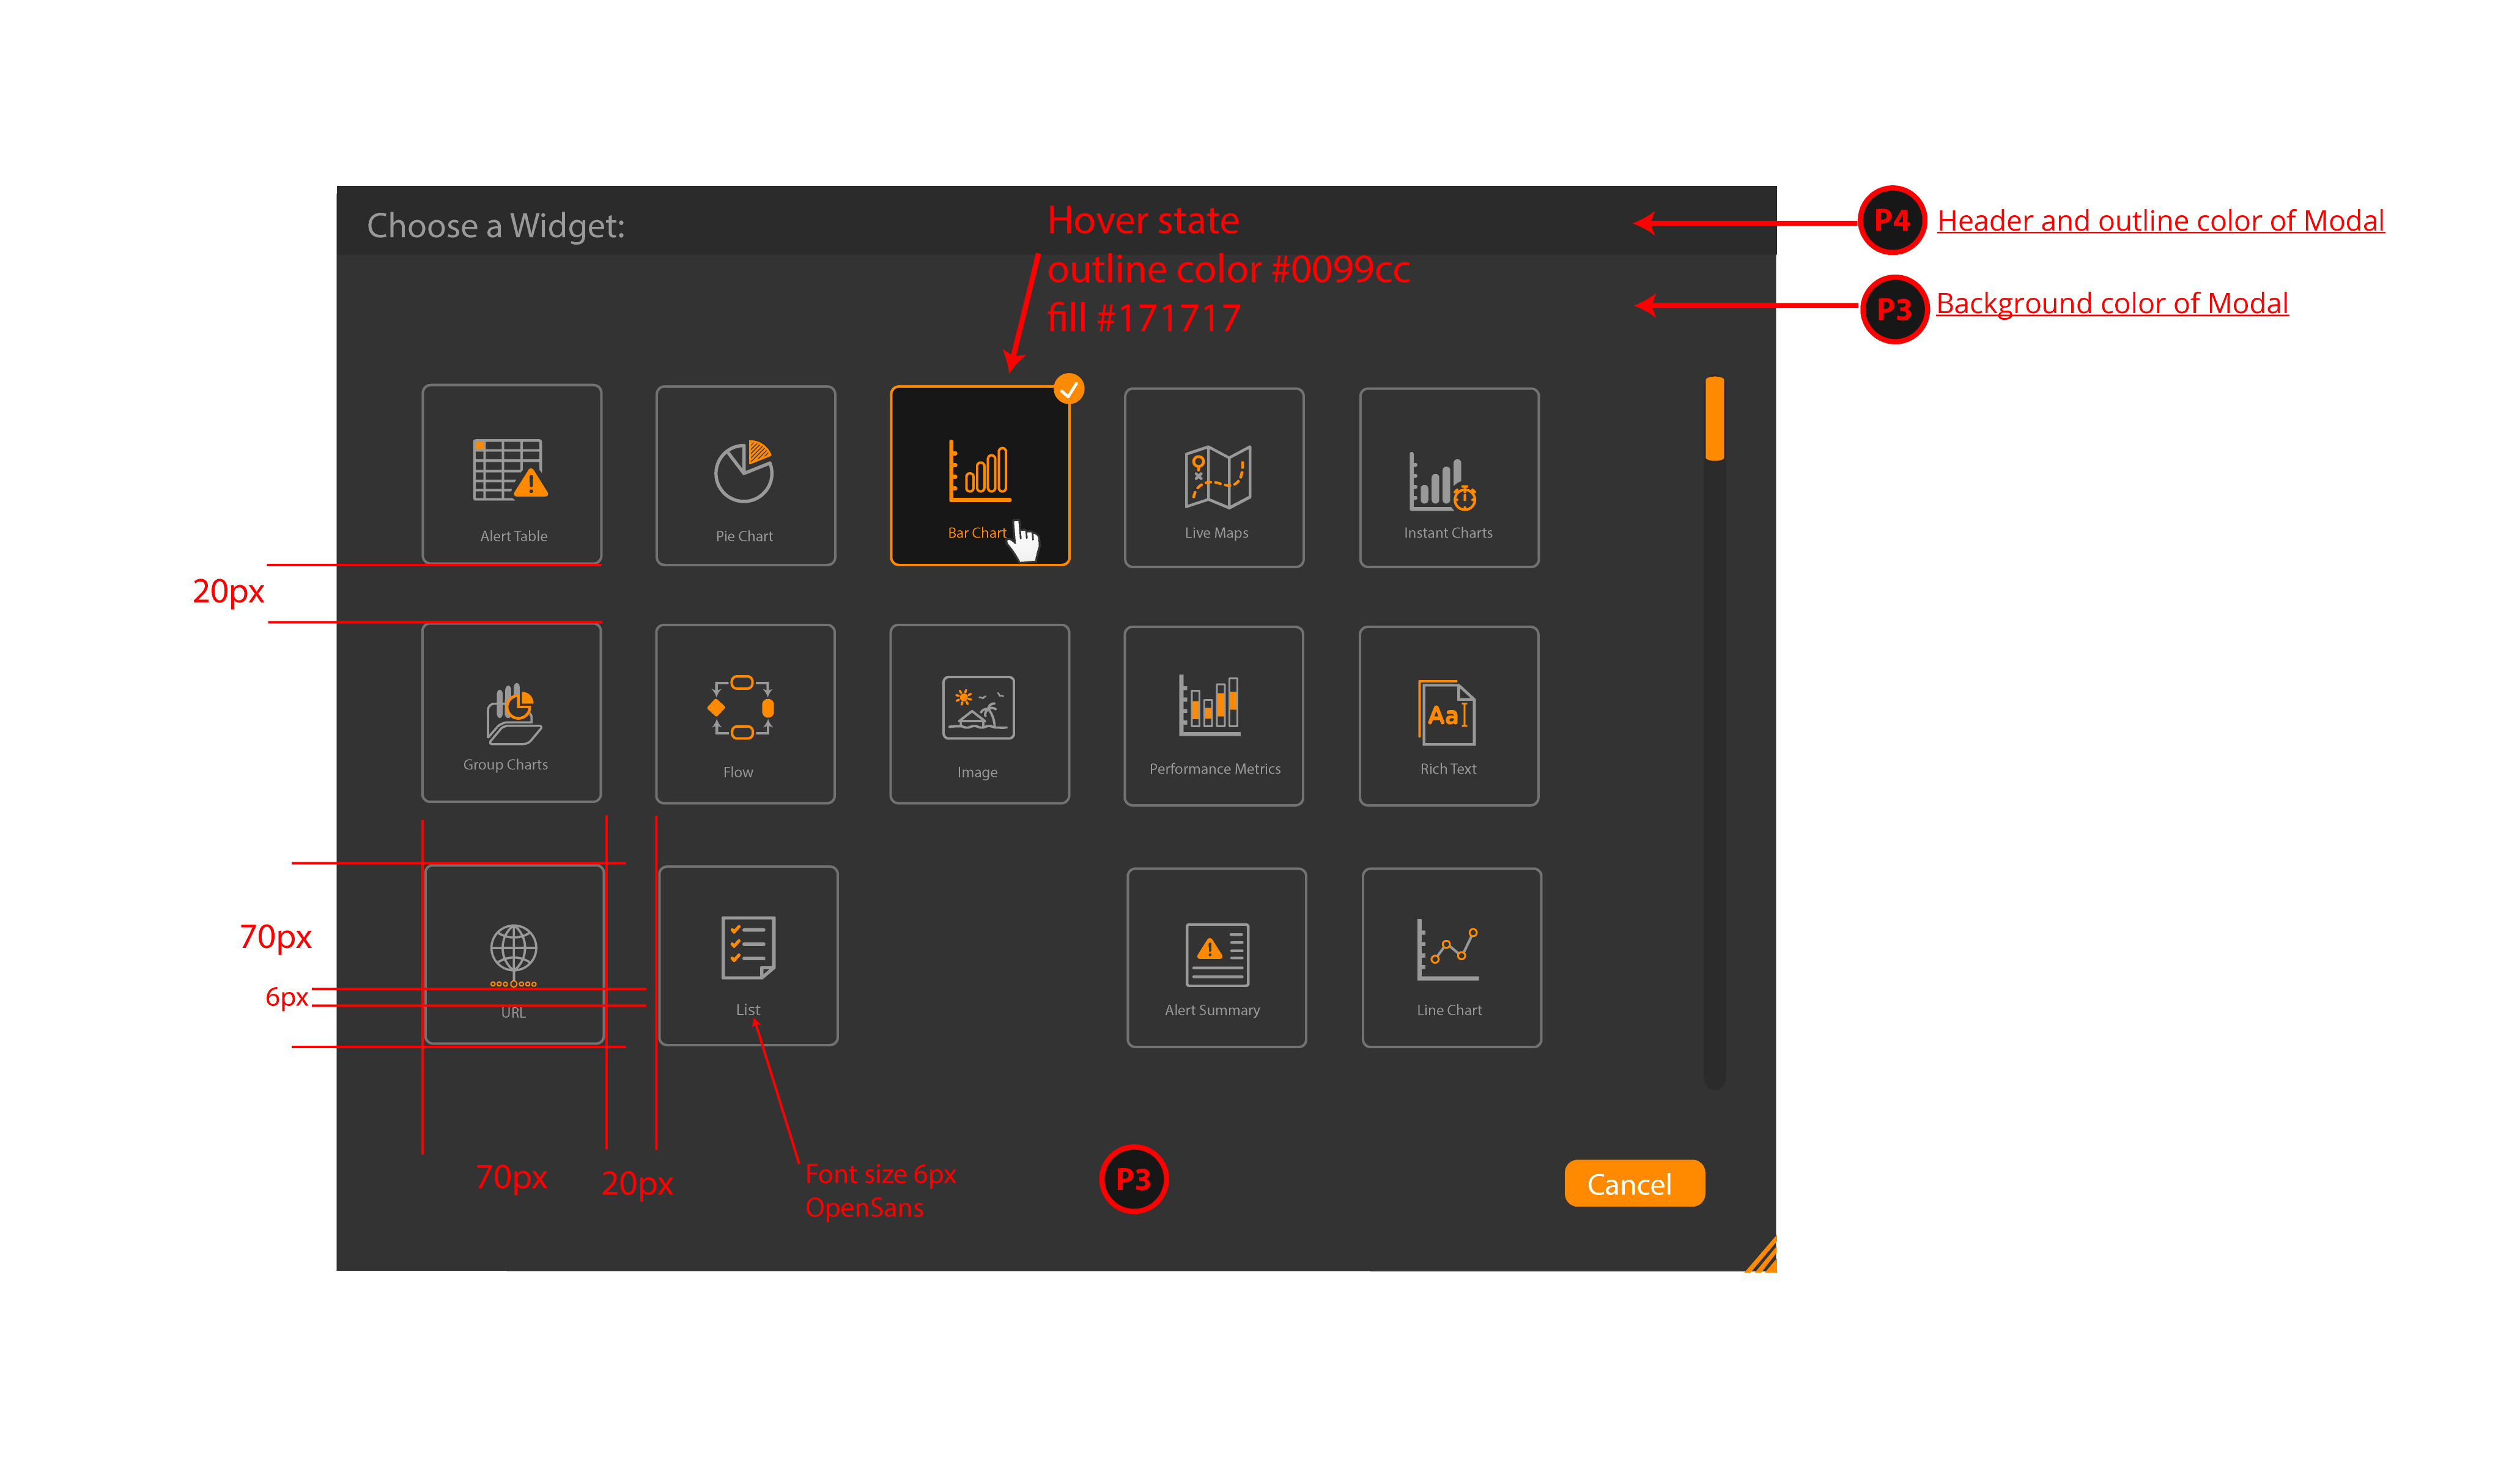 Choose a Widget:
Hover state
outline color #0099cc
fill #171717
P4
Header and outline color of Modal
P3
Background color of Modal
Alert Table
Pie Chart
Bar Chart
Live Maps
Instant Charts
20px
Group Charts
Flow
Image
Performance Metrics
Aa
Rich Text
70px
6px
URL
List
Alert Summary
Line Chart
70px
20px
Font size 6px
OpenSans
P3
Cancel